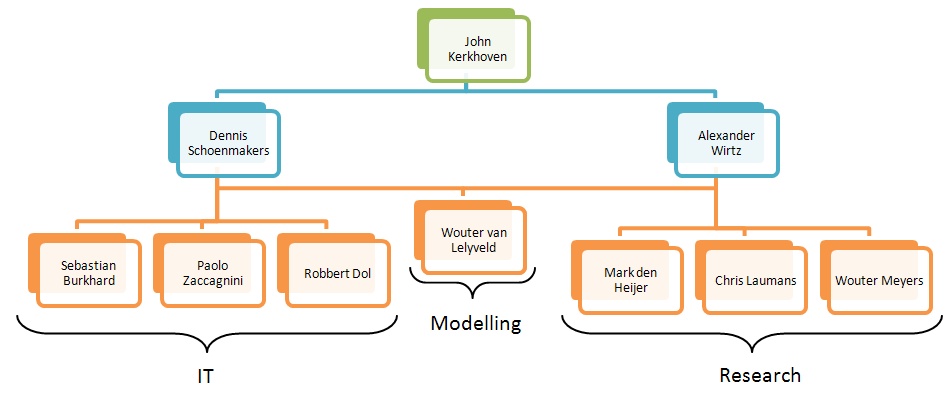 John
Kerkhoven
Dennis
Schoenmakers
Alexander
Wirtz
Sebastian
Burkhard
Paolo
Zaccagnini
Robbert Dol
Wouter van
Lelyveld
Mark den
Heijer
Chris Laumans
Wouter Meyers
Modelling
IT
Research